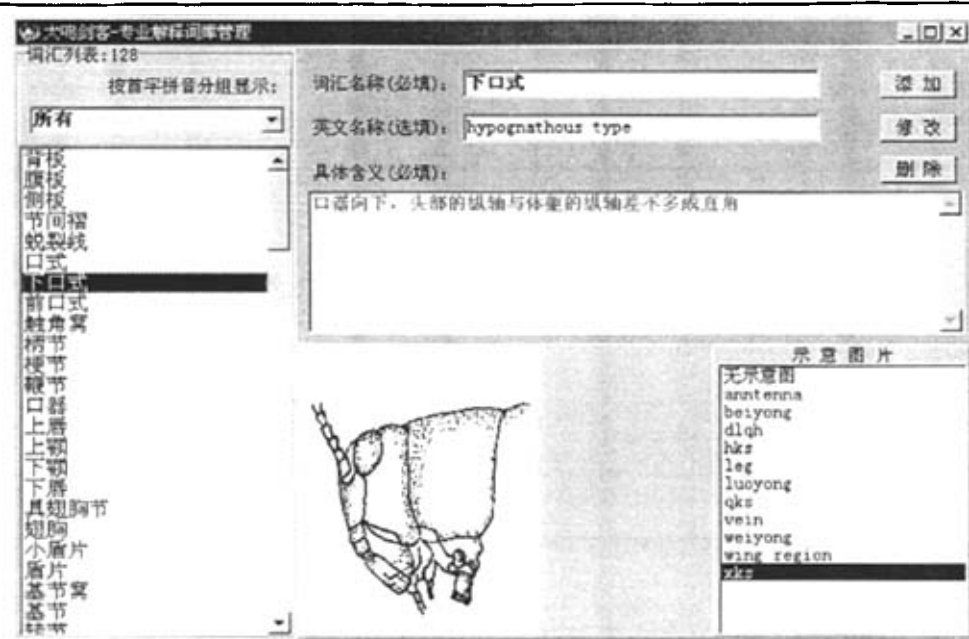 大鸣剑客-专业解释词库管理
词汇列表:128
按首字拼音分组显示:
所有
背板
腹板
侧板
节间褶
蜕裂线
口式
下口式
前口式
触角窝
柄节
梗节
鞭节
口器
上唇
上颚
下颚
下唇
具翅胸节
翅胸
小盾片
盾片
基节窝
基节
转节
词汇名称(必填): 下口式
添 加
英文名称(选填): hypognathous type
修 改
具体含义(必填):
删 除
口器向下，头部的纵轴与体躯的纵轴差不多成直角
示 意 图 片
无示意图
anntenna
beiyong
dlqh
hks
leg
luoyong
qks
vein
weiyong
wing region
xks